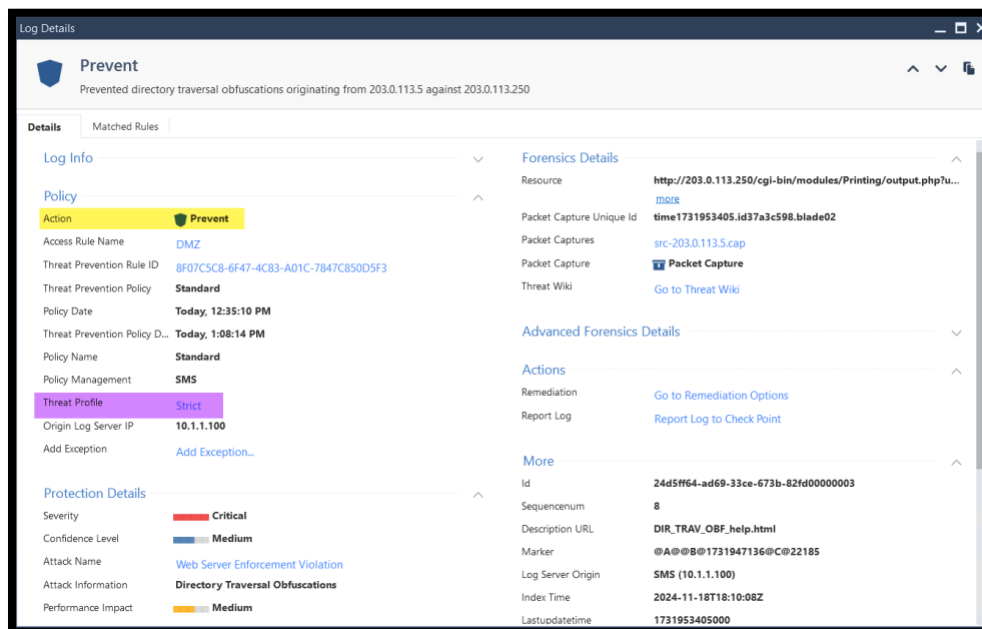 Log Details
Prevent
Prevented directory traversal obfuscations originating from 203.0.113.5 against 203.0.113.250
Details Matched Rules
Log Info
Policy
Action Prevent
Access Rule Name DMZ
Threat Prevention Rule ID 8F07C5C8-6F47-4C83-A01C-7847C850D5F3
Threat Prevention Policy Standard
Policy Date Today, 12:35:10 PM
Threat Prevention Policy D... Today, 1:08:14 PM
Policy Name Standard
Policy Management SMS
Threat Profile Strict
Origin Log Server IP 10.1.1.100
Add Exception Add Exception...
Protection Details
Severity Critical
Confidence Level Medium
Attack Name Web Server Enforcement Violation
Attack Information Directory Traversal Obfuscations
Performance Impact Medium
Forensics Details
Resource http://203.0.113.250/cgi-bin/modules/Printing/output.php?u...
more
Packet Capture Unique Id time1731953405.id37a3c598.blade02
Packet Captures src-203.0.113.5.cap
Packet Capture Packet Capture
Threat Wiki Go to Threat Wiki
Advanced Forensics Details
Actions
Remediation Go to Remediation Options
Report Log Report Log to Check Point
More
Id 24d5ff64-ad69-33ce-673b-82fd00000003
Sequencenum 8
Description URL DIR_TRAV_OBF_help.html
Marker @A@@B@1731947136@C@22185
Log Server Origin SMS (10.1.1.100)
Index Time 2024-11-18T18:10:08Z
Lastupdatetime 1731953405000